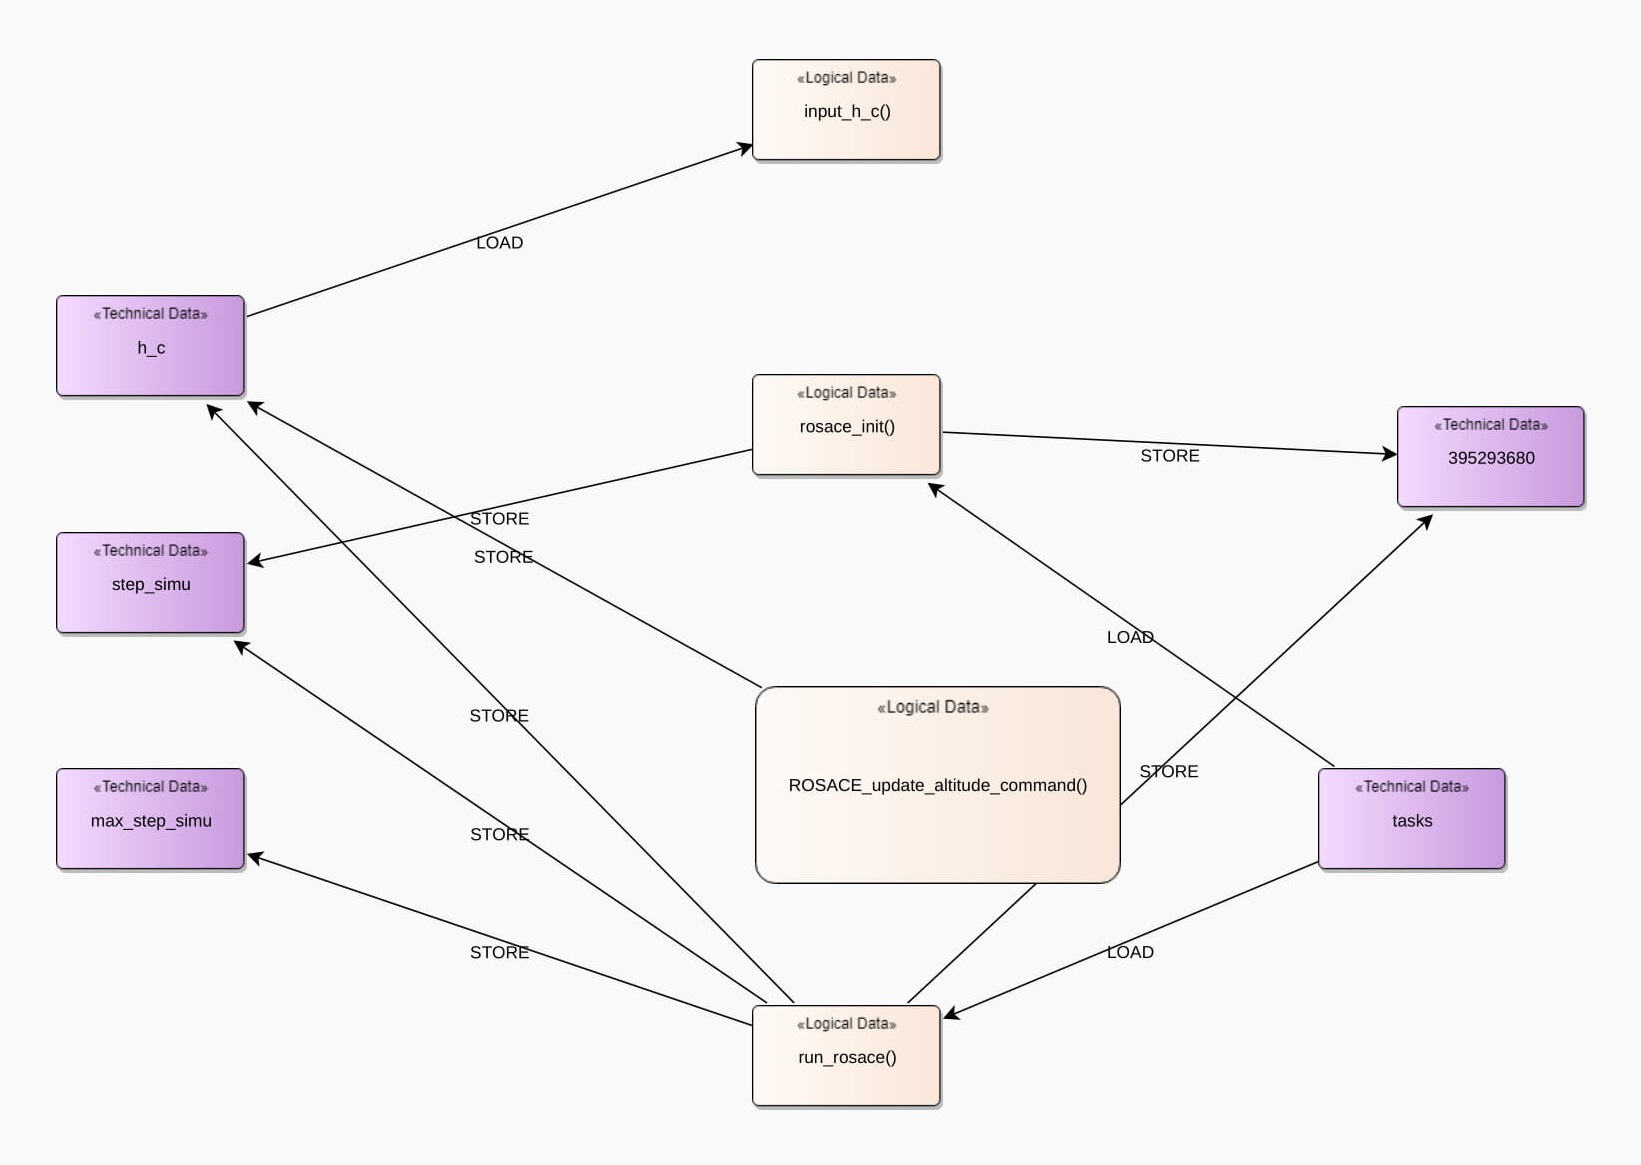 «Logical Data»
input_h_c()
LOAD
«Technical Data»
h_c
«Logical Data»
rosace_init()
«Technical Data»
395293680
STORE
STORE
«Technical Data»
step_simu
STORE
LOAD
«Logical Data»
ROSACE_update_altitude_command()
STORE
STORE
«Technical Data»
max_step_simu
«Technical Data»
tasks
STORE
STORE
LOAD
«Logical Data»
run_rosace()